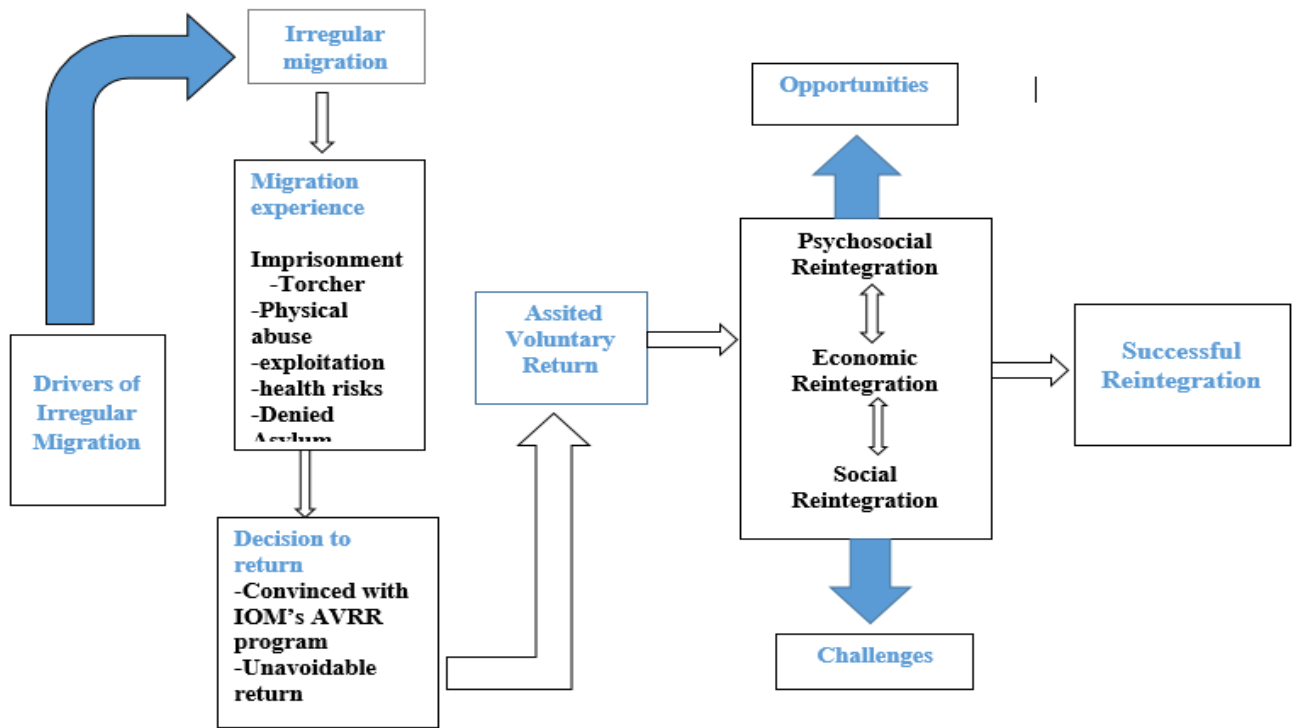 Irregular
migration
Migration
experience
Imprisonment
-Torcher
-Physical
abuse
-exploitation
-health risks
-Denied
Asylum
Drivers of
Irregular
Migration
Decision to
return
-Convinced with
IOM's AVRR
program
-Unavoidable
return
Assited
Voluntary
Return
Opportunities
Psychosocial
Reintegration
Economic
Reintegration
Social
Reintegration
Challenges
Successful
Reintegration